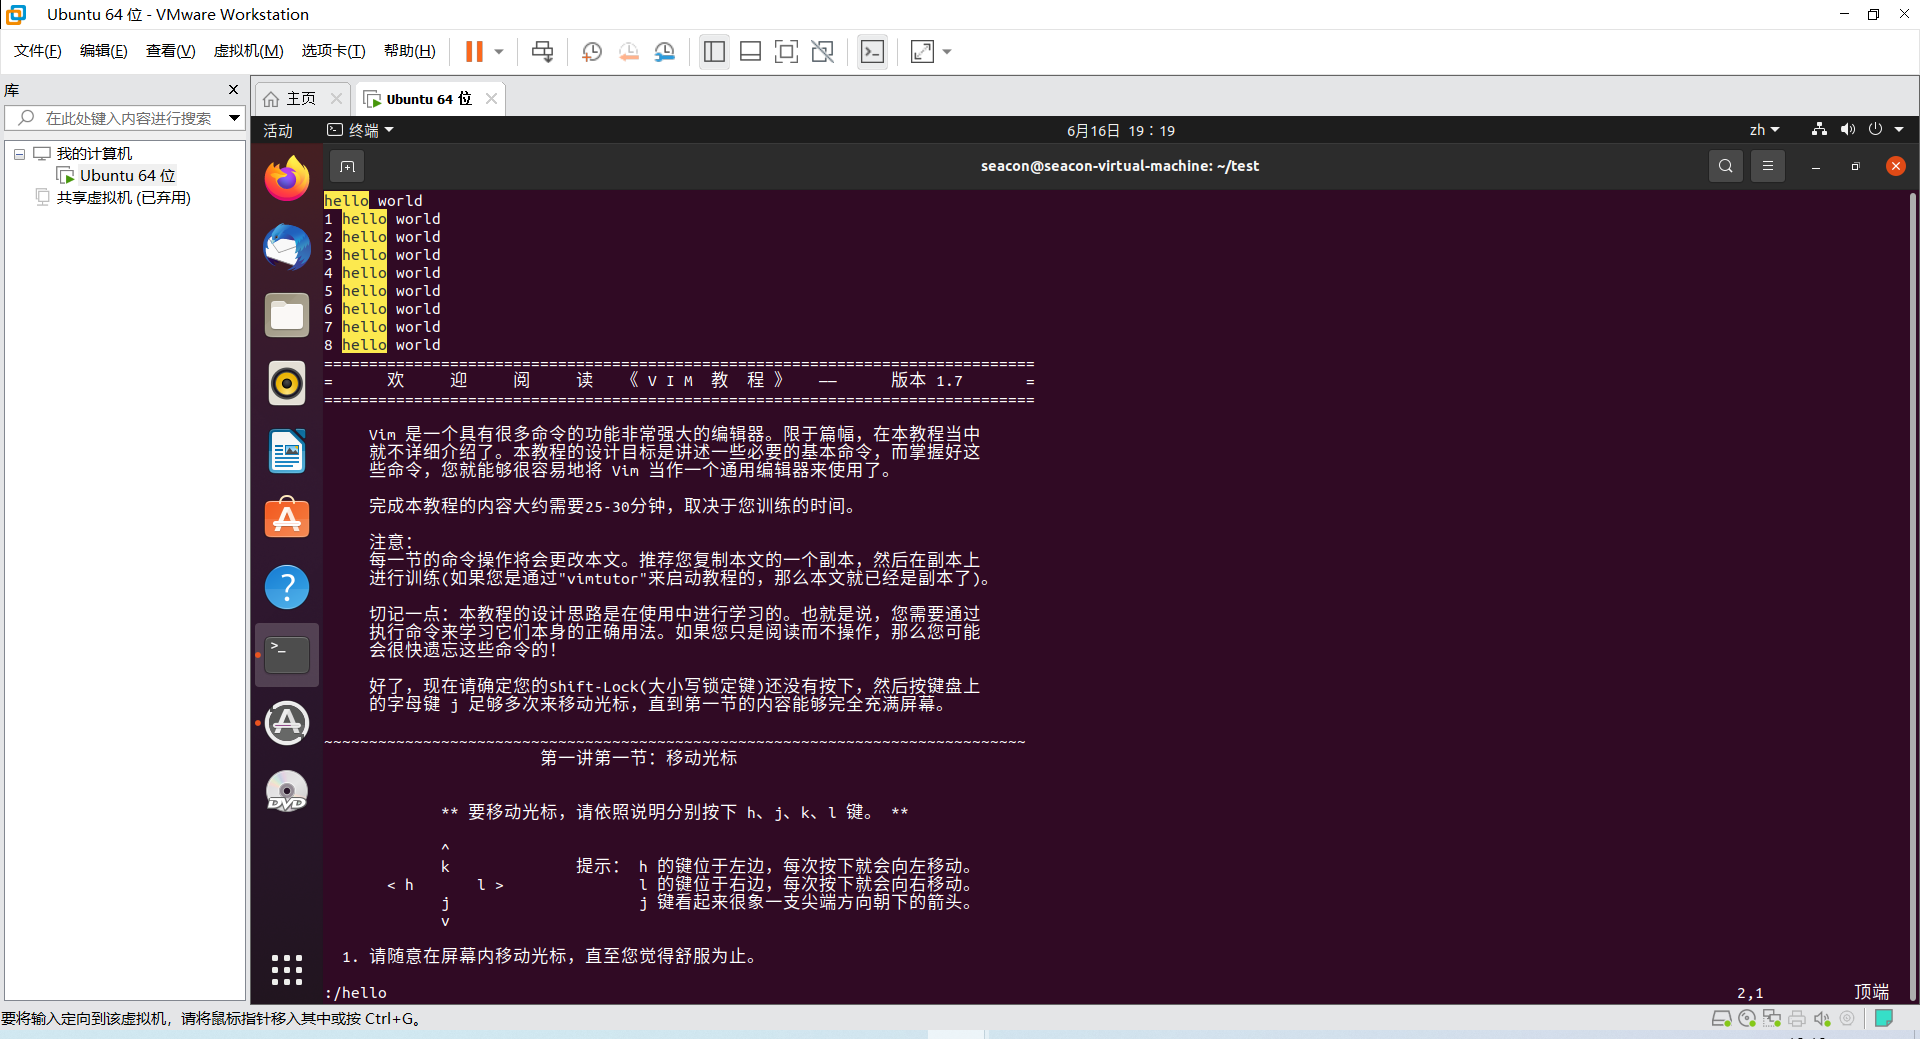 Ubuntu 64 位 - VMware Workstation
文件(F) 编辑(E) 查看(V) 虚拟机(M) 选项卡(T) 帮助(H)
库
在此处键入内容进行搜索
我的计算机
Ubuntu 64 位
共享虚拟机 (已弃用)
主页
Ubuntu 64 位
活动 终端 6月16日 19：19 zh
seacon@seacon-virtual-machine: ~/test
hello world
1 hello world
2 hello world
3 hello world
4 hello world
5 hello world
6 hello world
7 hello world
8 hello world
===============================================================================
= 欢 迎 阅 读 《 V I M 教 程 》 —— 版本 1.7 =
===============================================================================
Vim 是一个具有很多命令的功能非常强大的编辑器。限于篇幅，在本教程当中
就不详细介绍了。本教程的设计目标是讲述一些必要的基本命令，而掌握好这
些命令，您就能够很容易地将 Vim 当作一个通用编辑器来使用了。
完成本教程的内容大约需要25-30分钟，取决于您训练的时间。
注意：
每一节的命令操作将会更改本文。推荐您复制本文的一个副本，然后在副本上
进行训练(如果您是通过"vimtutor"来启动教程的，那么本文就已经是副本了)。
切记一点：本教程的设计思路是在使用中进行学习的。也就是说，您需要通过
执行命令来学习它们本身的正确用法。如果您只是阅读而不操作，那么您可能
会很快遗忘这些命令的！
好了，现在请确定您的Shift-Lock(大小写锁定键)还没有按下，然后按键盘上
的字母键 j 足够多次来移动光标，直到第一节的内容能够完全充满屏幕。
~~~~~~~~~~~~~~~~~~~~~~~~~~~~~~~~~~~~~~~~~~~~~~~~~~~~~~~~~~~~~~~~~~~~~~~~~~~~~~
第一讲第一节：移动光标
** 要移动光标，请依照说明分别按下 h、j、k、l 键。 **
^
k 提示： h 的键位于左边，每次按下就会向左移动。
< h l > l 的键位于右边，每次按下就会向右移动。
j j 键看起来很象一支尖端方向朝下的箭头。
v
1. 请随意在屏幕内移动光标，直至您觉得舒服为止。
:/hello 2,1 顶端
DVD
要将输入定向到该虚拟机，请将鼠标指针移入其中或按 Ctrl+G。